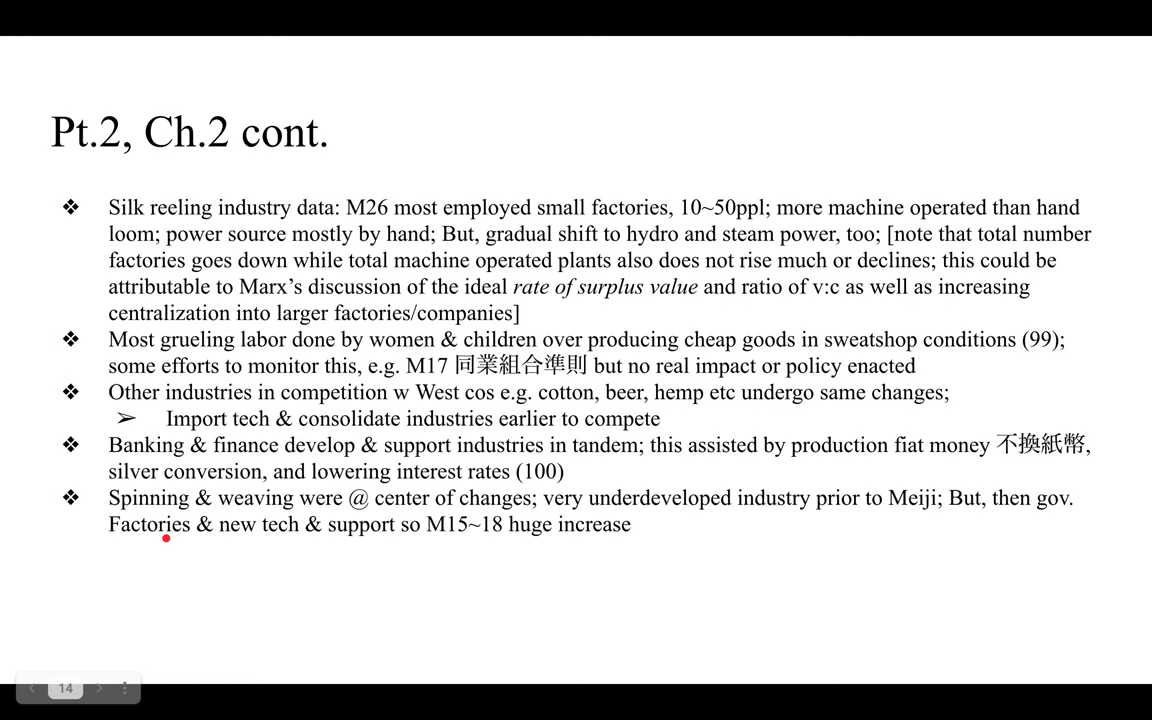 Pt.2, Ch.2 cont.
❖ Silk reeling industry data: M26 most employed small factories, 10~50ppl; more machine operated than hand
loom; power source mostly by hand; But, gradual shift to hydro and steam power, too; [note that total number
factories goes down while total machine operated plants also does not rise much or declines; this could be
attributable to Marx’s discussion of the ideal rate of surplus value and ratio of v:c as well as increasing
centralization into larger factories/companies]
❖ Most grueling labor done by women & children over producing cheap goods in sweatshop conditions (99);
some efforts to monitor this, e.g. M17 同業組合準則 but no real impact or policy enacted
❖ Other industries in competition w West cos e.g. cotton, beer, hemp etc undergo same changes;
➢ Import tech & consolidate industries earlier to compete
❖ Banking & finance develop & support industries in tandem; this assisted by production fiat money 不換紙幣,
silver conversion, and lowering interest rates (100)
❖ Spinning & weaving were @ center of changes; very underdeveloped industry prior to Meiji; But, then gov.
Factories & new tech & support so M15~18 huge increase
14